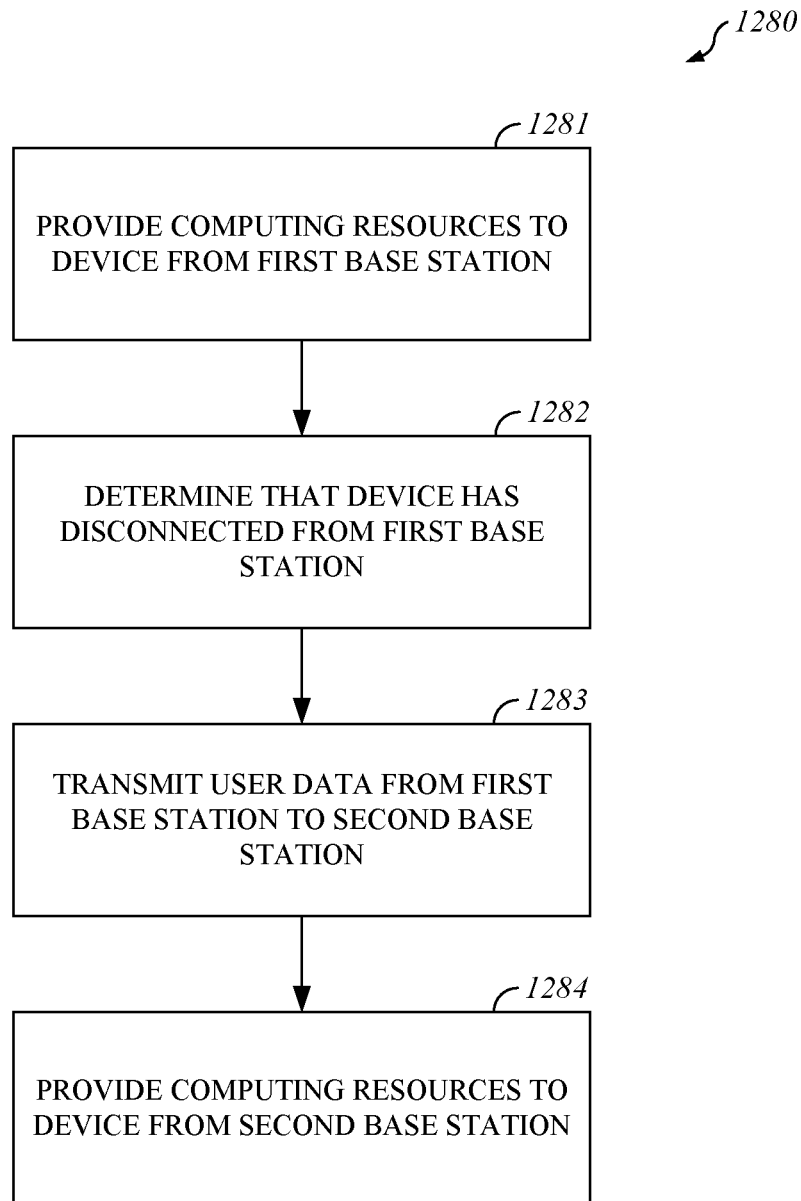 1280
1281
PROVIDE COMPUTING RESOURCES TO
DEVICE FROM FIRST BASE STATION
1282
DETERMINE THAT DEVICE HAS
DISCONNECTED FROM FIRST BASE
STATION
1283
TRANSMIT USER DATA FROM FIRST
BASE STATION TO SECOND BASE
STATION
1284
PROVIDE COMPUTING RESOURCES TO
DEVICE FROM SECOND BASE STATION